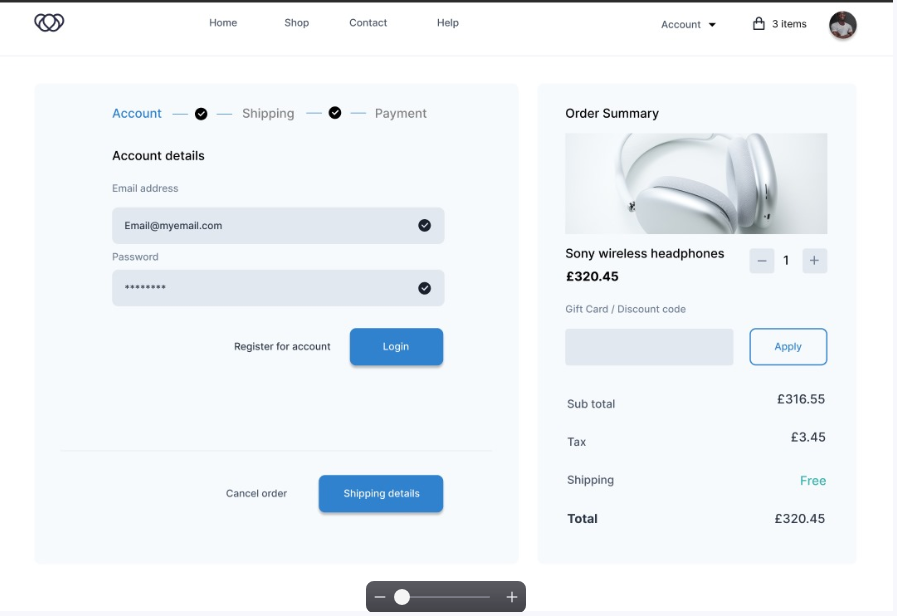 Home Shop Contact Help Account 3 items
Account Shipping Payment
Account details
Email address
Email@myemail.com
Password
********
Register for account Login
Cancel order Shipping details
Order Summary
Sony wireless headphones
£320.45
− 1 +
Gift Card / Discount code
Apply
Sub total £316.55
Tax £3.45
Shipping Free
Total £320.45